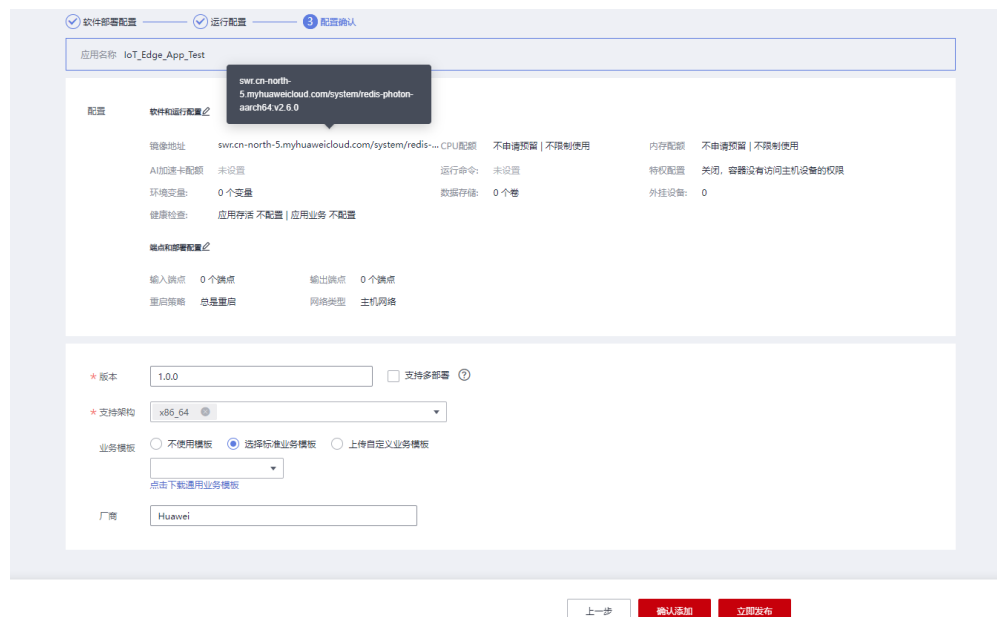 软件部署配置 运行配置 3 配置确认
应用名称 IoT_Edge_App_Test
swr.cn-north-
5.myhuaweicloud.com/system/redis-photon-
aarch64:v2.6.0
配置 软件和运行配置
镜像地址 swr.cn-north-5.myhuaweicloud.com/system/redis-... CPU配额 不申请预留 | 不限制使用 内存配额 不申请预留 | 不限制使用
AI加速卡配额 未设置 运行命令: 未设置 特权配置 关闭，容器没有访问主机设备的权限
环境变量: 0 个变量 数据存储: 0 个卷 外挂设备: 0
健康检查: 应用存活 不配置 | 应用业务 不配置
端点和部署配置
输入端点 0 个端点 输出端点 0 个端点
重启策略 总是重启 网络类型 主机网络
* 版本 1.0.0 支持多部署 ?
* 支持架构 x86_64
业务模板 不使用模板 选择标准业务模板 上传自定义业务模板
点击下载通用业务模板
厂商 Huawei
上一步 确认添加 立即发布